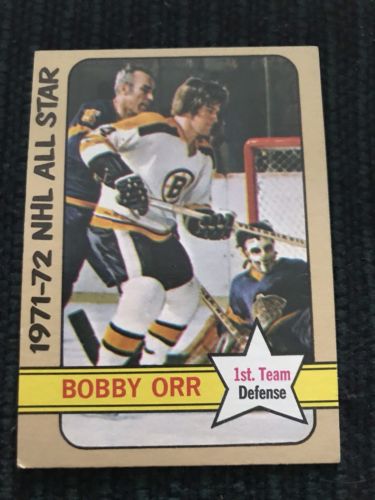 1971-72 NHL ALL STAR
B
BOBBY ORR
1st. Team
Defense